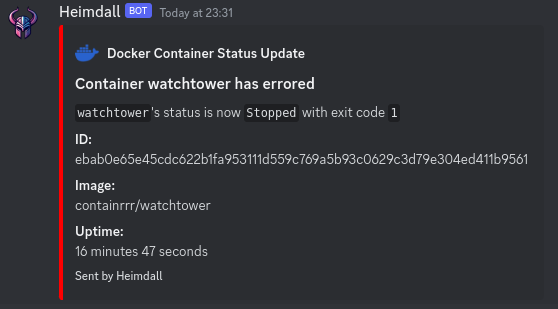 Heimdall BOT Today at 23:31
Docker Container Status Update
Container watchtower has errored
watchtower's status is now Stopped with exit code 1
ID:
ebab0e65e45cdc622b1fa953111d559c769a5b93c0629c3d79e304ed411b9561
Image:
containrrr/watchtower
Uptime:
16 minutes 47 seconds
Sent by Heimdall